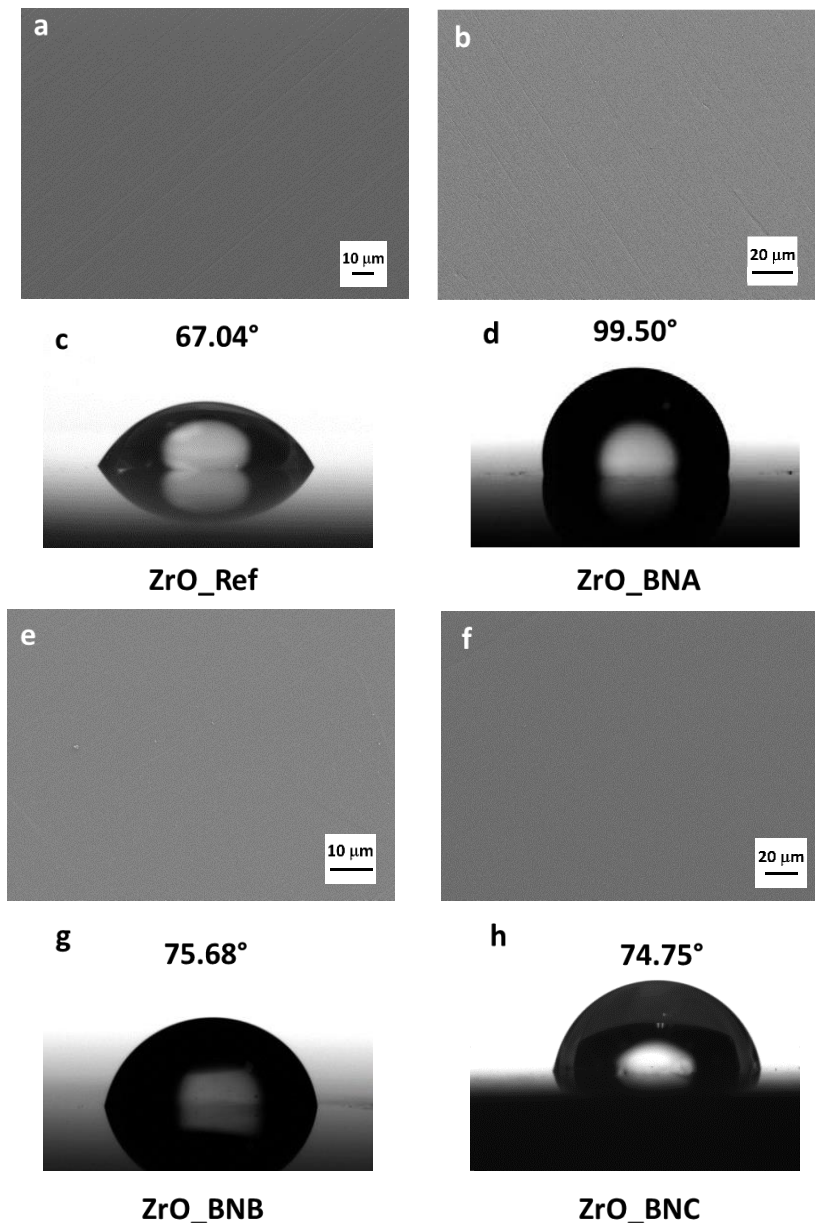 a
b
10 μm
20 μm
c
67.04°
d
99.50°
ZrO_Ref
ZrO_BNA
e
f
10 μm
20 μm
g
75.68°
h
74.75°
ZrO_BNB
ZrO_BNC